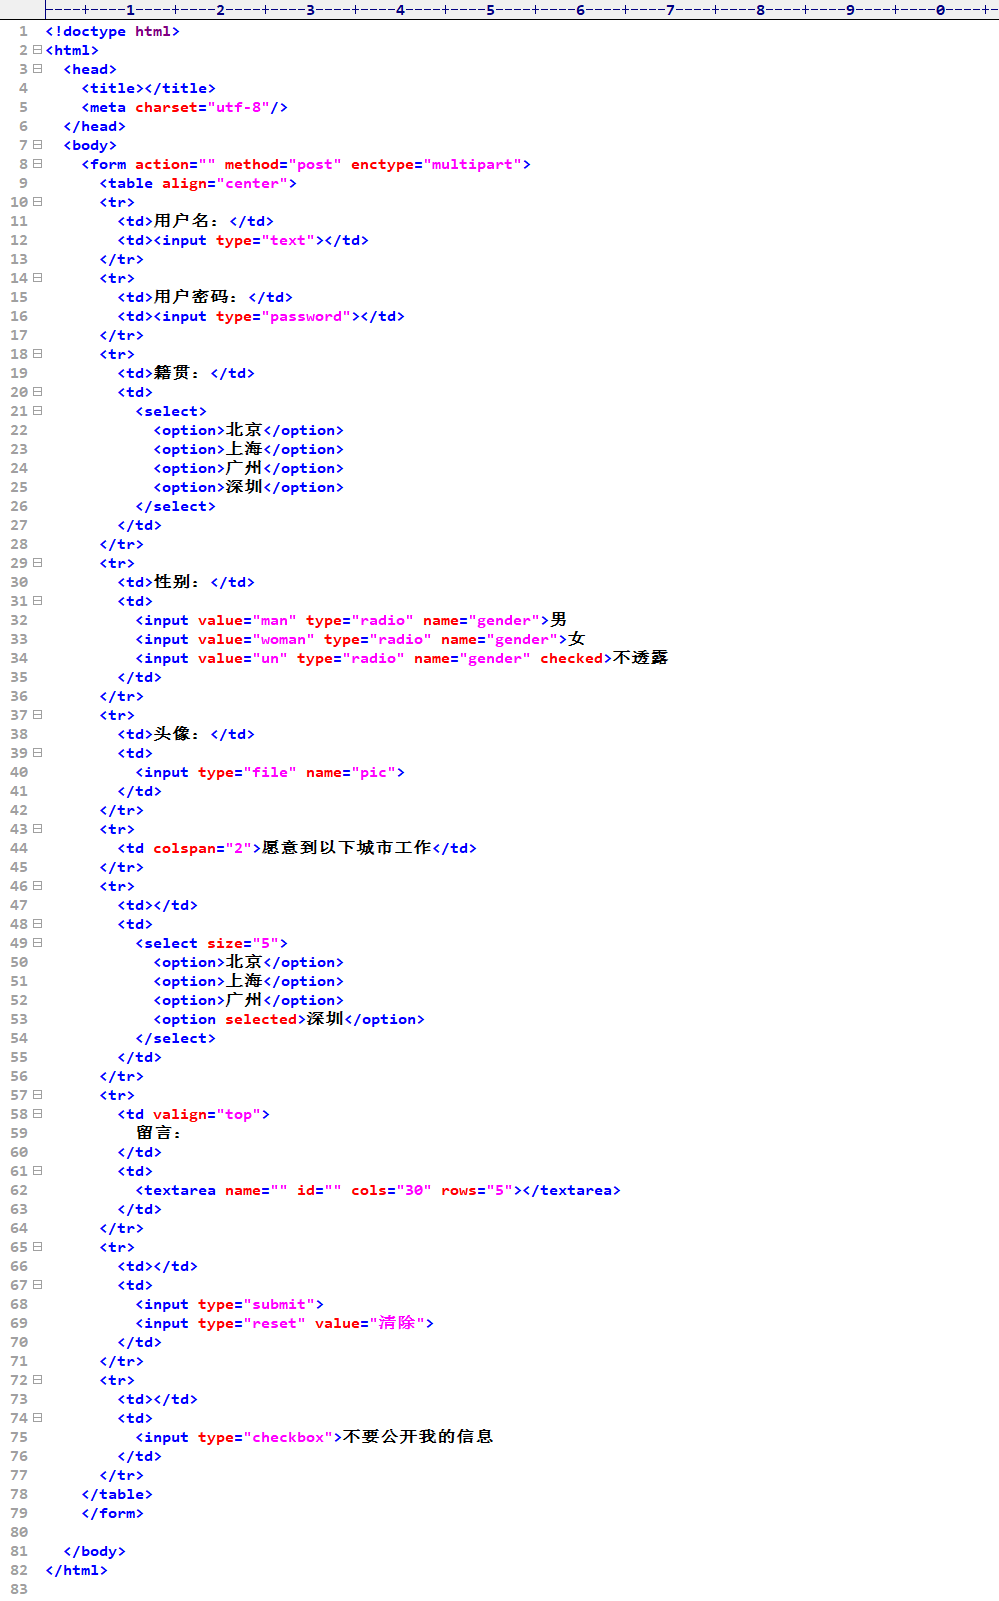 ----+----1----+----2----+----3----+----4----+----5----+----6----+----7----+----8----+----9----+----0----+-
1 <!doctype html>
2 <html>
3 <head>
4 <title></title>
5 <meta charset="utf-8"/>
6 </head>
7 <body>
8 <form action="" method="post" enctype="multipart">
9 <table align="center">
10 <tr>
11 <td>用户名：</td>
12 <td><input type="text"></td>
13 </tr>
14 <tr>
15 <td>用户密码：</td>
16 <td><input type="password"></td>
17 </tr>
18 <tr>
19 <td>籍贯：</td>
20 <td>
21 <select>
22 <option>北京</option>
23 <option>上海</option>
24 <option>广州</option>
25 <option>深圳</option>
26 </select>
27 </td>
28 </tr>
29 <tr>
30 <td>性别：</td>
31 <td>
32 <input value="man" type="radio" name="gender">男
33 <input value="woman" type="radio" name="gender">女
34 <input value="un" type="radio" name="gender" checked>不透露
35 </td>
36 </tr>
37 <tr>
38 <td>头像：</td>
39 <td>
40 <input type="file" name="pic">
41 </td>
42 </tr>
43 <tr>
44 <td colspan="2">愿意到以下城市工作</td>
45 </tr>
46 <tr>
47 <td></td>
48 <td>
49 <select size="5">
50 <option>北京</option>
51 <option>上海</option>
52 <option>广州</option>
53 <option selected>深圳</option>
54 </select>
55 </td>
56 </tr>
57 <tr>
58 <td valign="top">
59 留言：
60 </td>
61 <td>
62 <textarea name="" id="" cols="30" rows="5"></textarea>
63 </td>
64 </tr>
65 <tr>
66 <td></td>
67 <td>
68 <input type="submit">
69 <input type="reset" value="清除">
70 </td>
71 </tr>
72 <tr>
73 <td></td>
74 <td>
75 <input type="checkbox">不要公开我的信息
76 </td>
77 </tr>
78 </table>
79 </form>
80
81 </body>
82 </html>
83